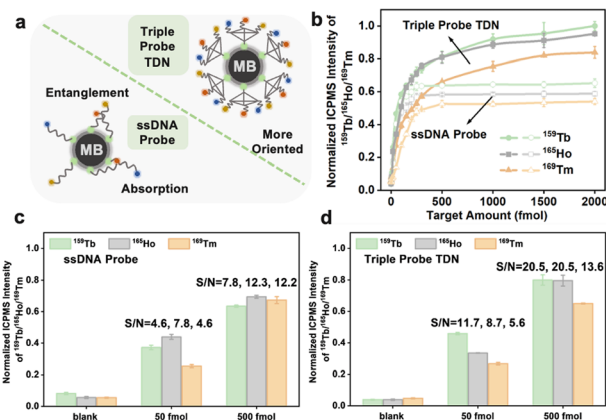 a
Triple
Probe
TDN
MB
Entanglement
ssDNA
Probe
MB
More
Oriented
Absorption
b
Normalized ICPMS Intensity of
¹⁵⁹Tb/¹⁶⁵Ho/¹⁶⁹Tm
1.0
0.8
0.6
0.4
0.2
0.0
Triple Probe TDN
ssDNA Probe
¹⁵⁹Tb
¹⁶⁵Ho
¹⁶⁹Tm
0 500 1000 1500 2000
Target Amount (fmol)
c
Normalized ICPMS Intensity
of ¹⁵⁹Tb/¹⁶⁵Ho/¹⁶⁹Tm
1.0
0.8
0.6
0.4
0.2
0.0
¹⁵⁹Tb ¹⁶⁵Ho ¹⁶⁹Tm
ssDNA Probe
S/N=7.8, 12.3, 12.2
S/N=4.6, 7.8, 4.6
blank 50 fmol 500 fmol
d
Normalized ICPMS Intensity
of ¹⁵⁹Tb/¹⁶⁵Ho/¹⁶⁹Tm
1.0
0.8
0.6
0.4
0.2
0.0
¹⁵⁹Tb ¹⁶⁵Ho ¹⁶⁹Tm
Triple Probe TDN
S/N=20.5, 20.5, 13.6
S/N=11.7, 8.7, 5.6
blank 50 fmol 500 fmol